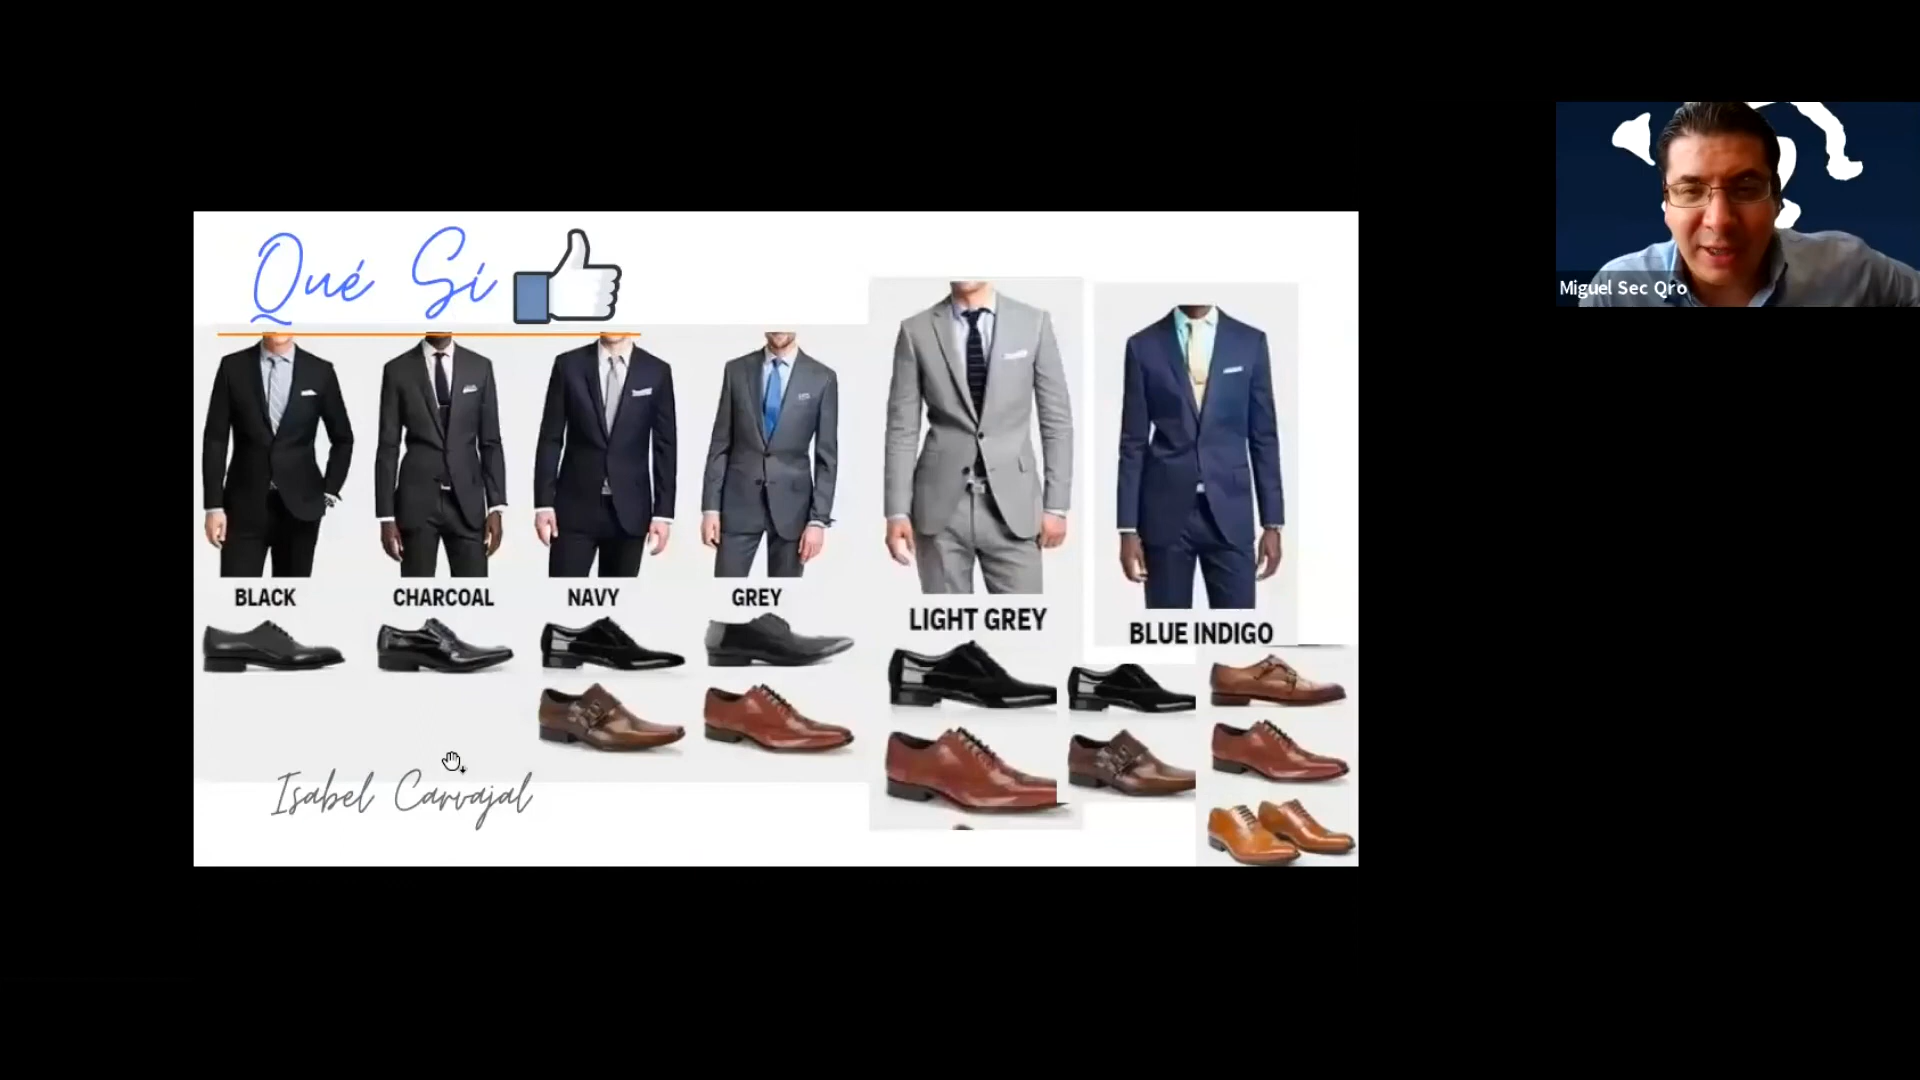 Qué Sí
BLACK
CHARCOAL
NAVY
GREY
LIGHT GREY
BLUE INDIGO
Isabel Carvajal
Miguel Sec Qro